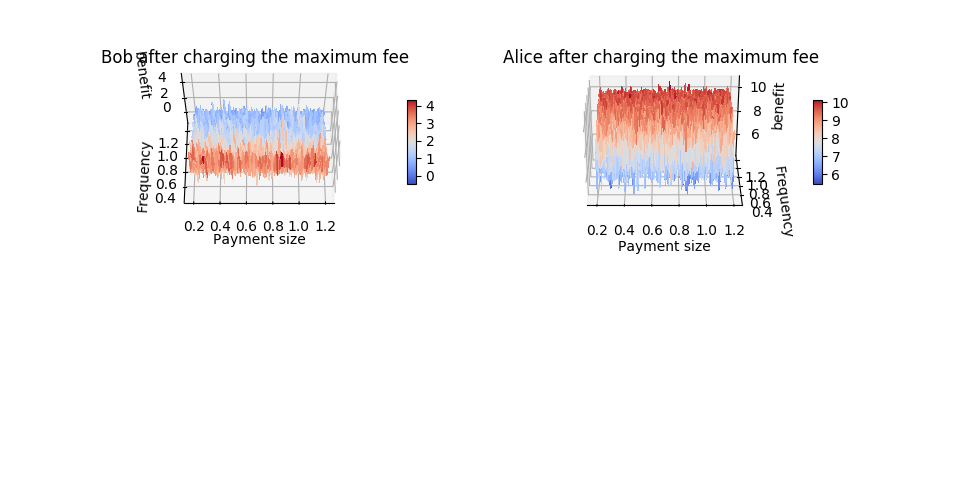 Bob after charging the maximum fee
benefit
4
2
0
Frequency
1.2
1.0
0.8
0.6
0.4
0.2 0.4 0.6 0.8 1.0 1.2
Payment size
4
3
2
1
0
Alice after charging the maximum fee
10
8
6
benefit
1.2
1.0
0.8
0.6
0.4
Frequency
0.2 0.4 0.6 0.8 1.0 1.2
Payment size
10
9
8
7
6